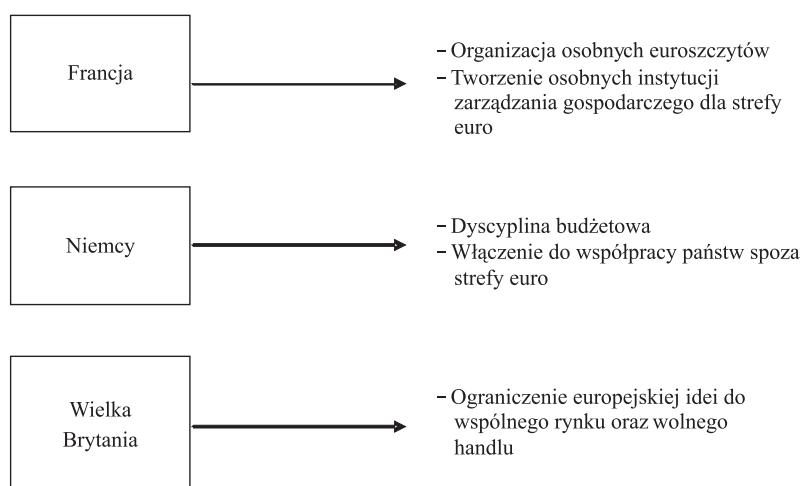 Francja
– Organizacja osobnych euroszczytów
– Tworzenie osobnych instytucji
zarządzania gospodarczego dla strefy
euro
Niemcy
– Dyscyplina budżetowa
– Włączenie do współpracy państw spoza
strefy euro
Wielka
Brytania
– Ograniczenie europejskiej idei do
wspólnego rynku oraz wolnego
handlu